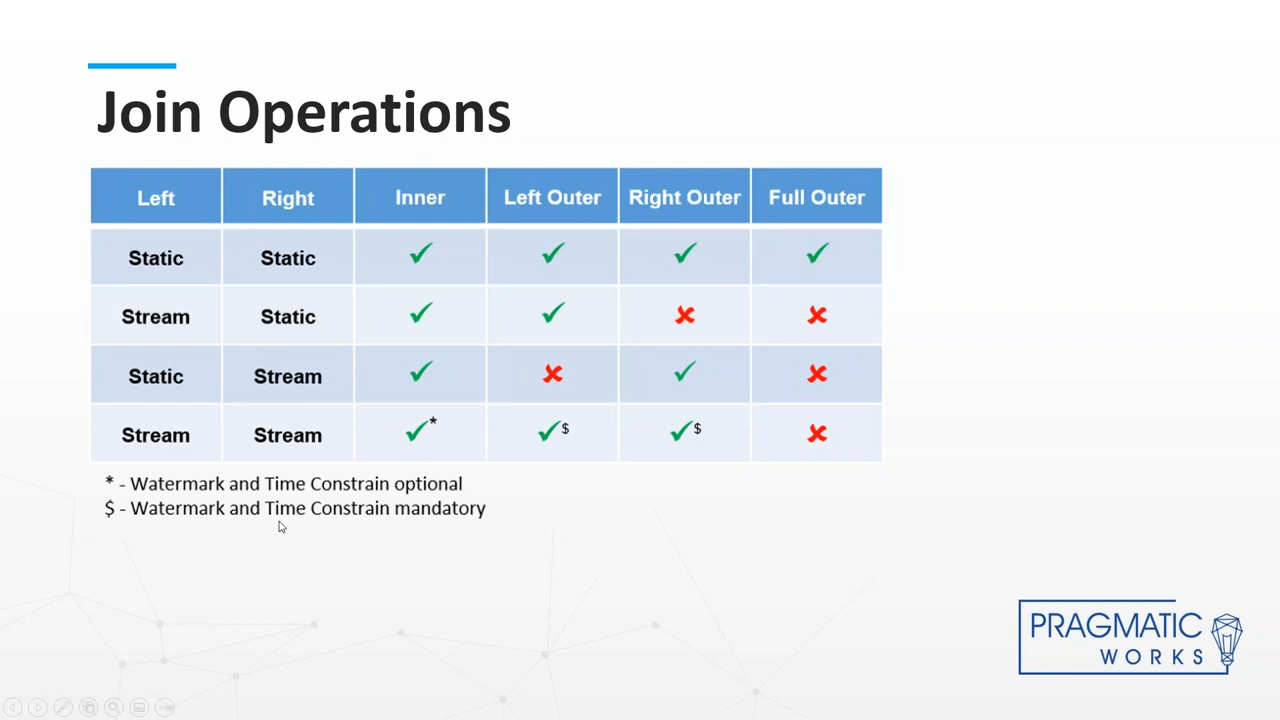 Join Operations
Left Right Inner Left Outer Right Outer Full Outer
Static Static ✓ ✓ ✓ ✓
Stream Static ✓ ✓ ✘ ✘
Static Stream ✓ ✘ ✓ ✘
Stream Stream ✓* ✓$ ✓$ ✘
* - Watermark and Time Constrain optional
$ - Watermark and Time Constrain mandatory
PRAGMATIC
WORKS